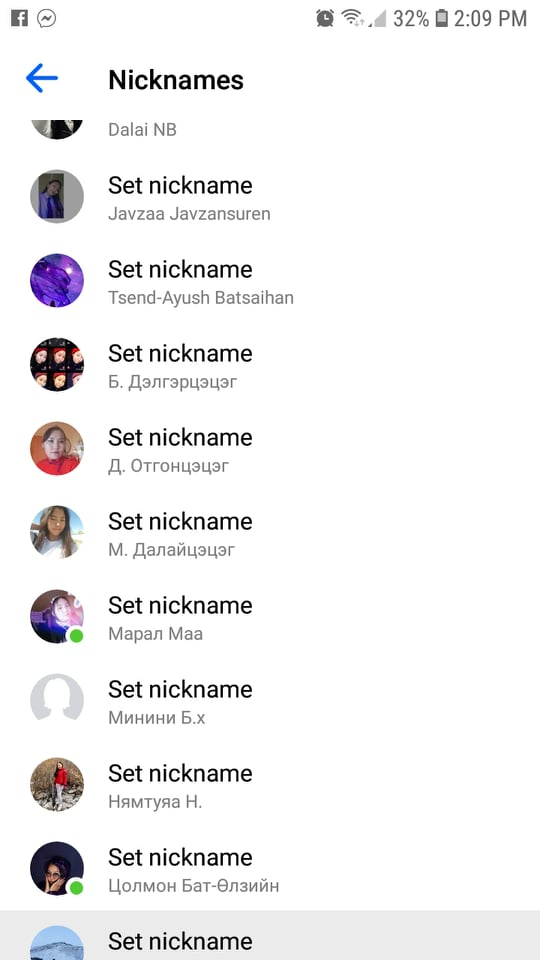 32% 2:09 PM
Nicknames
Dalai NB
Set nickname
Javzaa Javzansuren
Set nickname
Tsend-Ayush Batsaihan
Set nickname
Б. Дэлгэрцэцэг
Set nickname
Д. Отгонцэцэг
Set nickname
М. Далайцэцэг
Set nickname
Марал Маа
Set nickname
Минини Б.х
Set nickname
Нямтуяа Н.
Set nickname
Цолмон Бат-Өлзийн
Set nickname